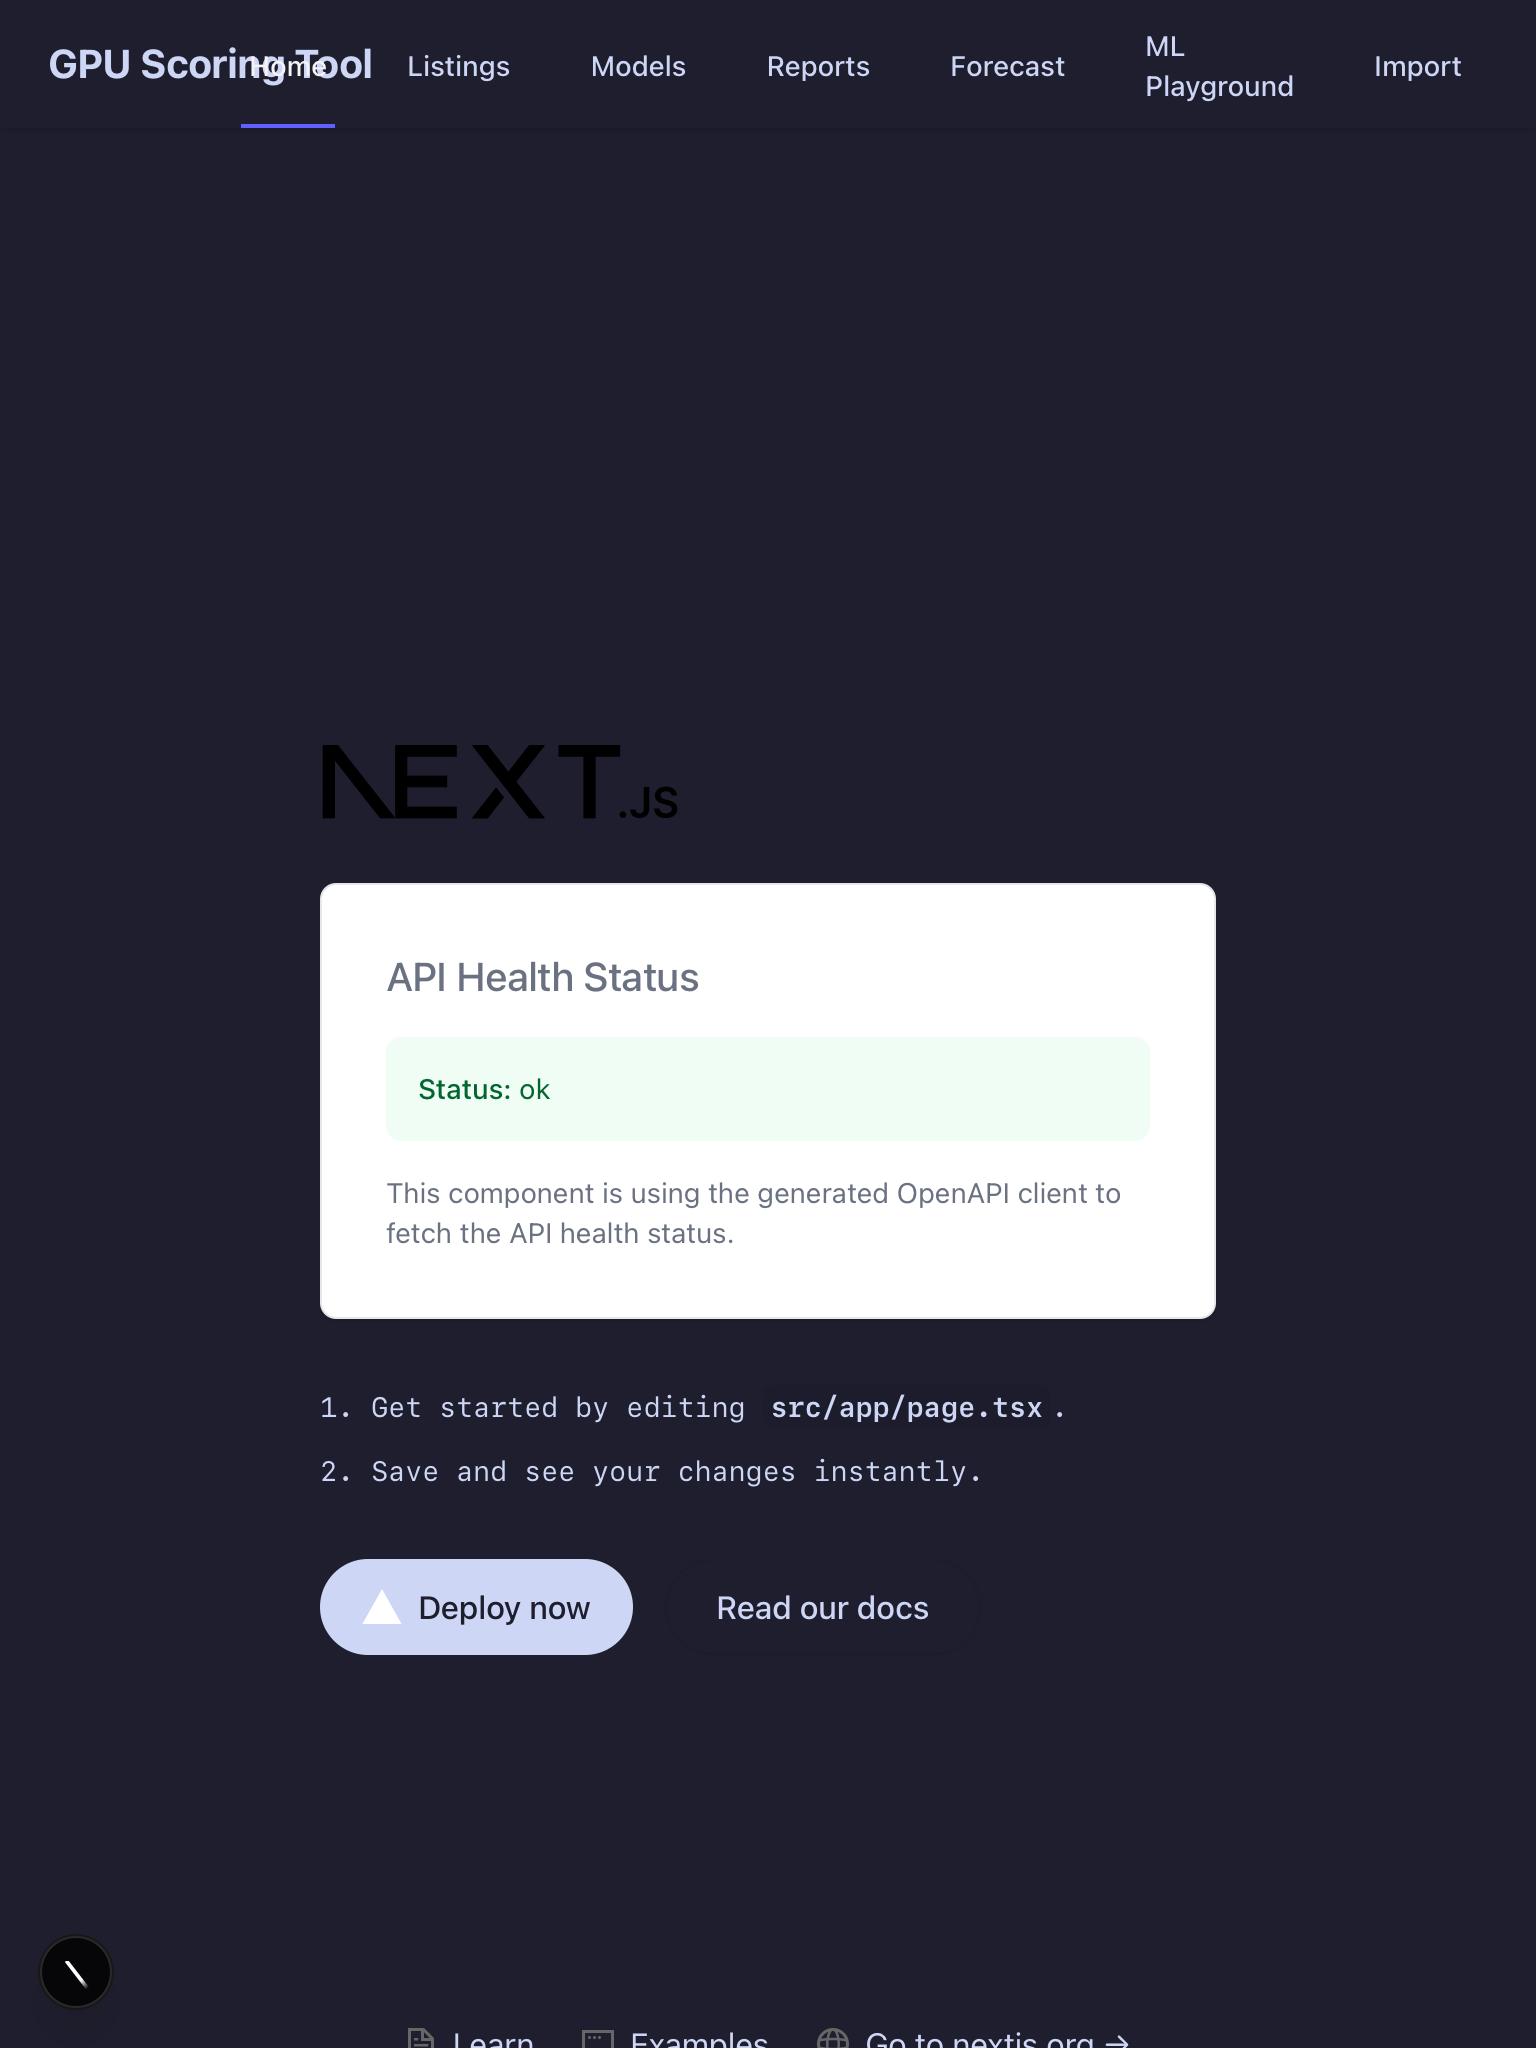 GPU Scoring Tool
Home
Listings
Models
Reports
Forecast
ML
Playground
Import
NEXT.JS
API Health Status
Status: ok
This component is using the generated OpenAPI client to
fetch the API health status.
1. Get started by editing src/app/page.tsx.
2. Save and see your changes instantly.
Deploy now
Read our docs
Learn
Examples
Go to nextjs.org →